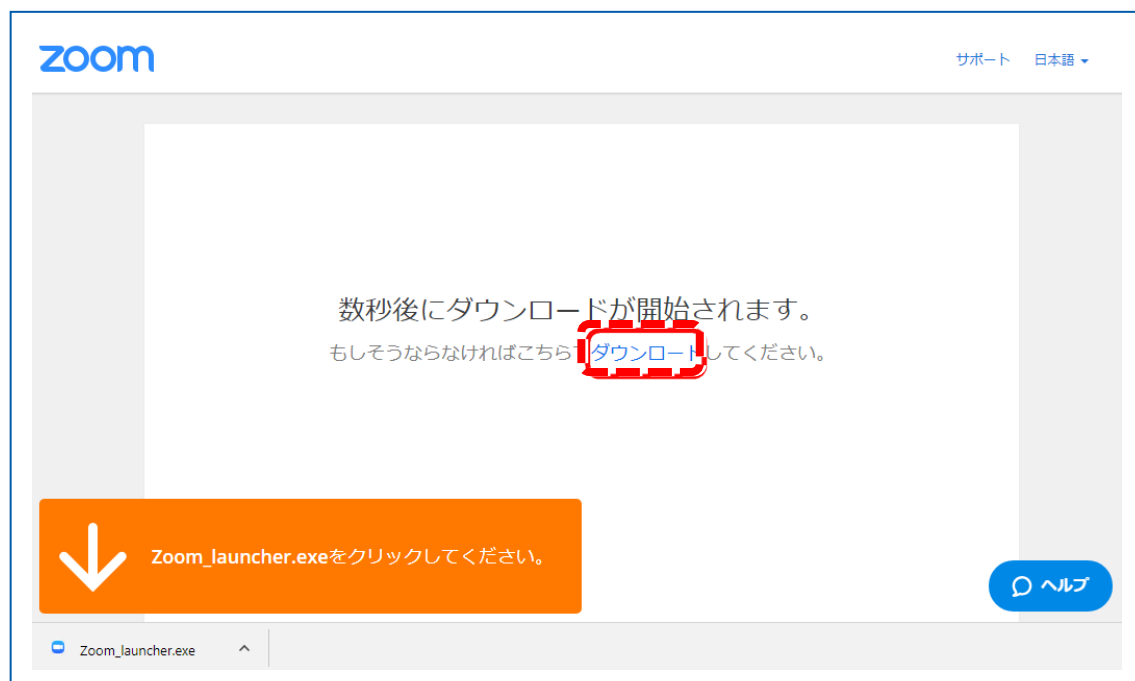 zoom
サポート 日本語
数秒後にダウンロードが開始されます。
もしそうならなければこちらでダウンロードしてください。
Zoom_launcher.exeをクリックしてください。
ヘルプ
Zoom_launcher.exe